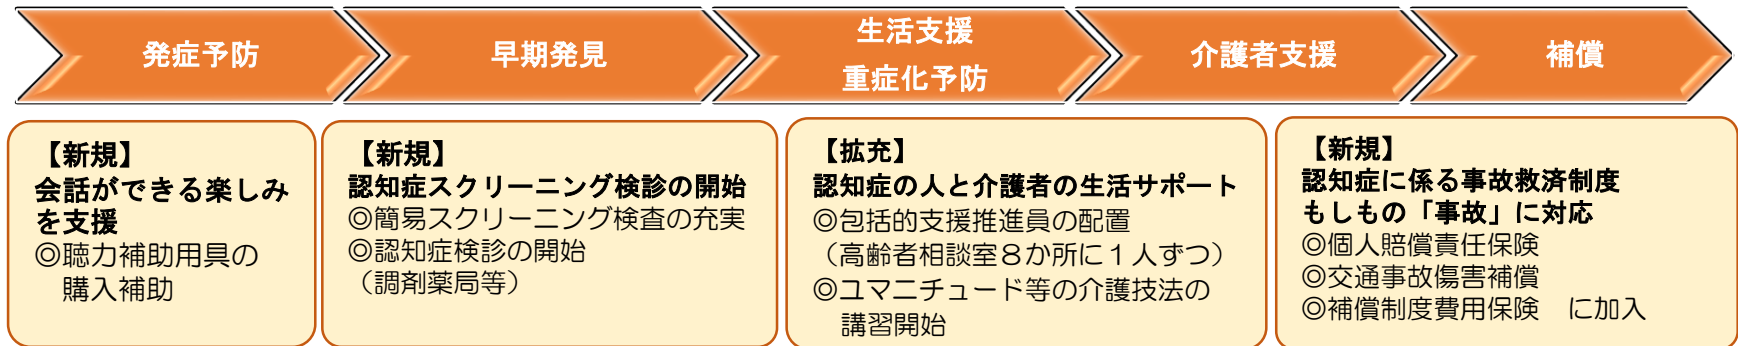 発症予防
早期発見
生活支援
重症化予防
介護者支援
補償
【新規】
会話ができる楽しみ
を支援
◎聴力補助用具の
購入補助
【新規】
認知症スクリーニング検診の開始
◎簡易スクリーニング検査の充実
◎認知症検診の開始
（調剤薬局等）
【拡充】
認知症の人と介護者の生活サポート
◎包括的支援推進員の配置
（高齢者相談室８か所に１人ずつ）
◎ユマニチュード等の介護技法の
講習開始
【新規】
認知症に係る事故救済制度
もしもの「事故」に対応
◎個人賠償責任保険
◎交通事故傷害補償
◎補償制度費用保険　に加入